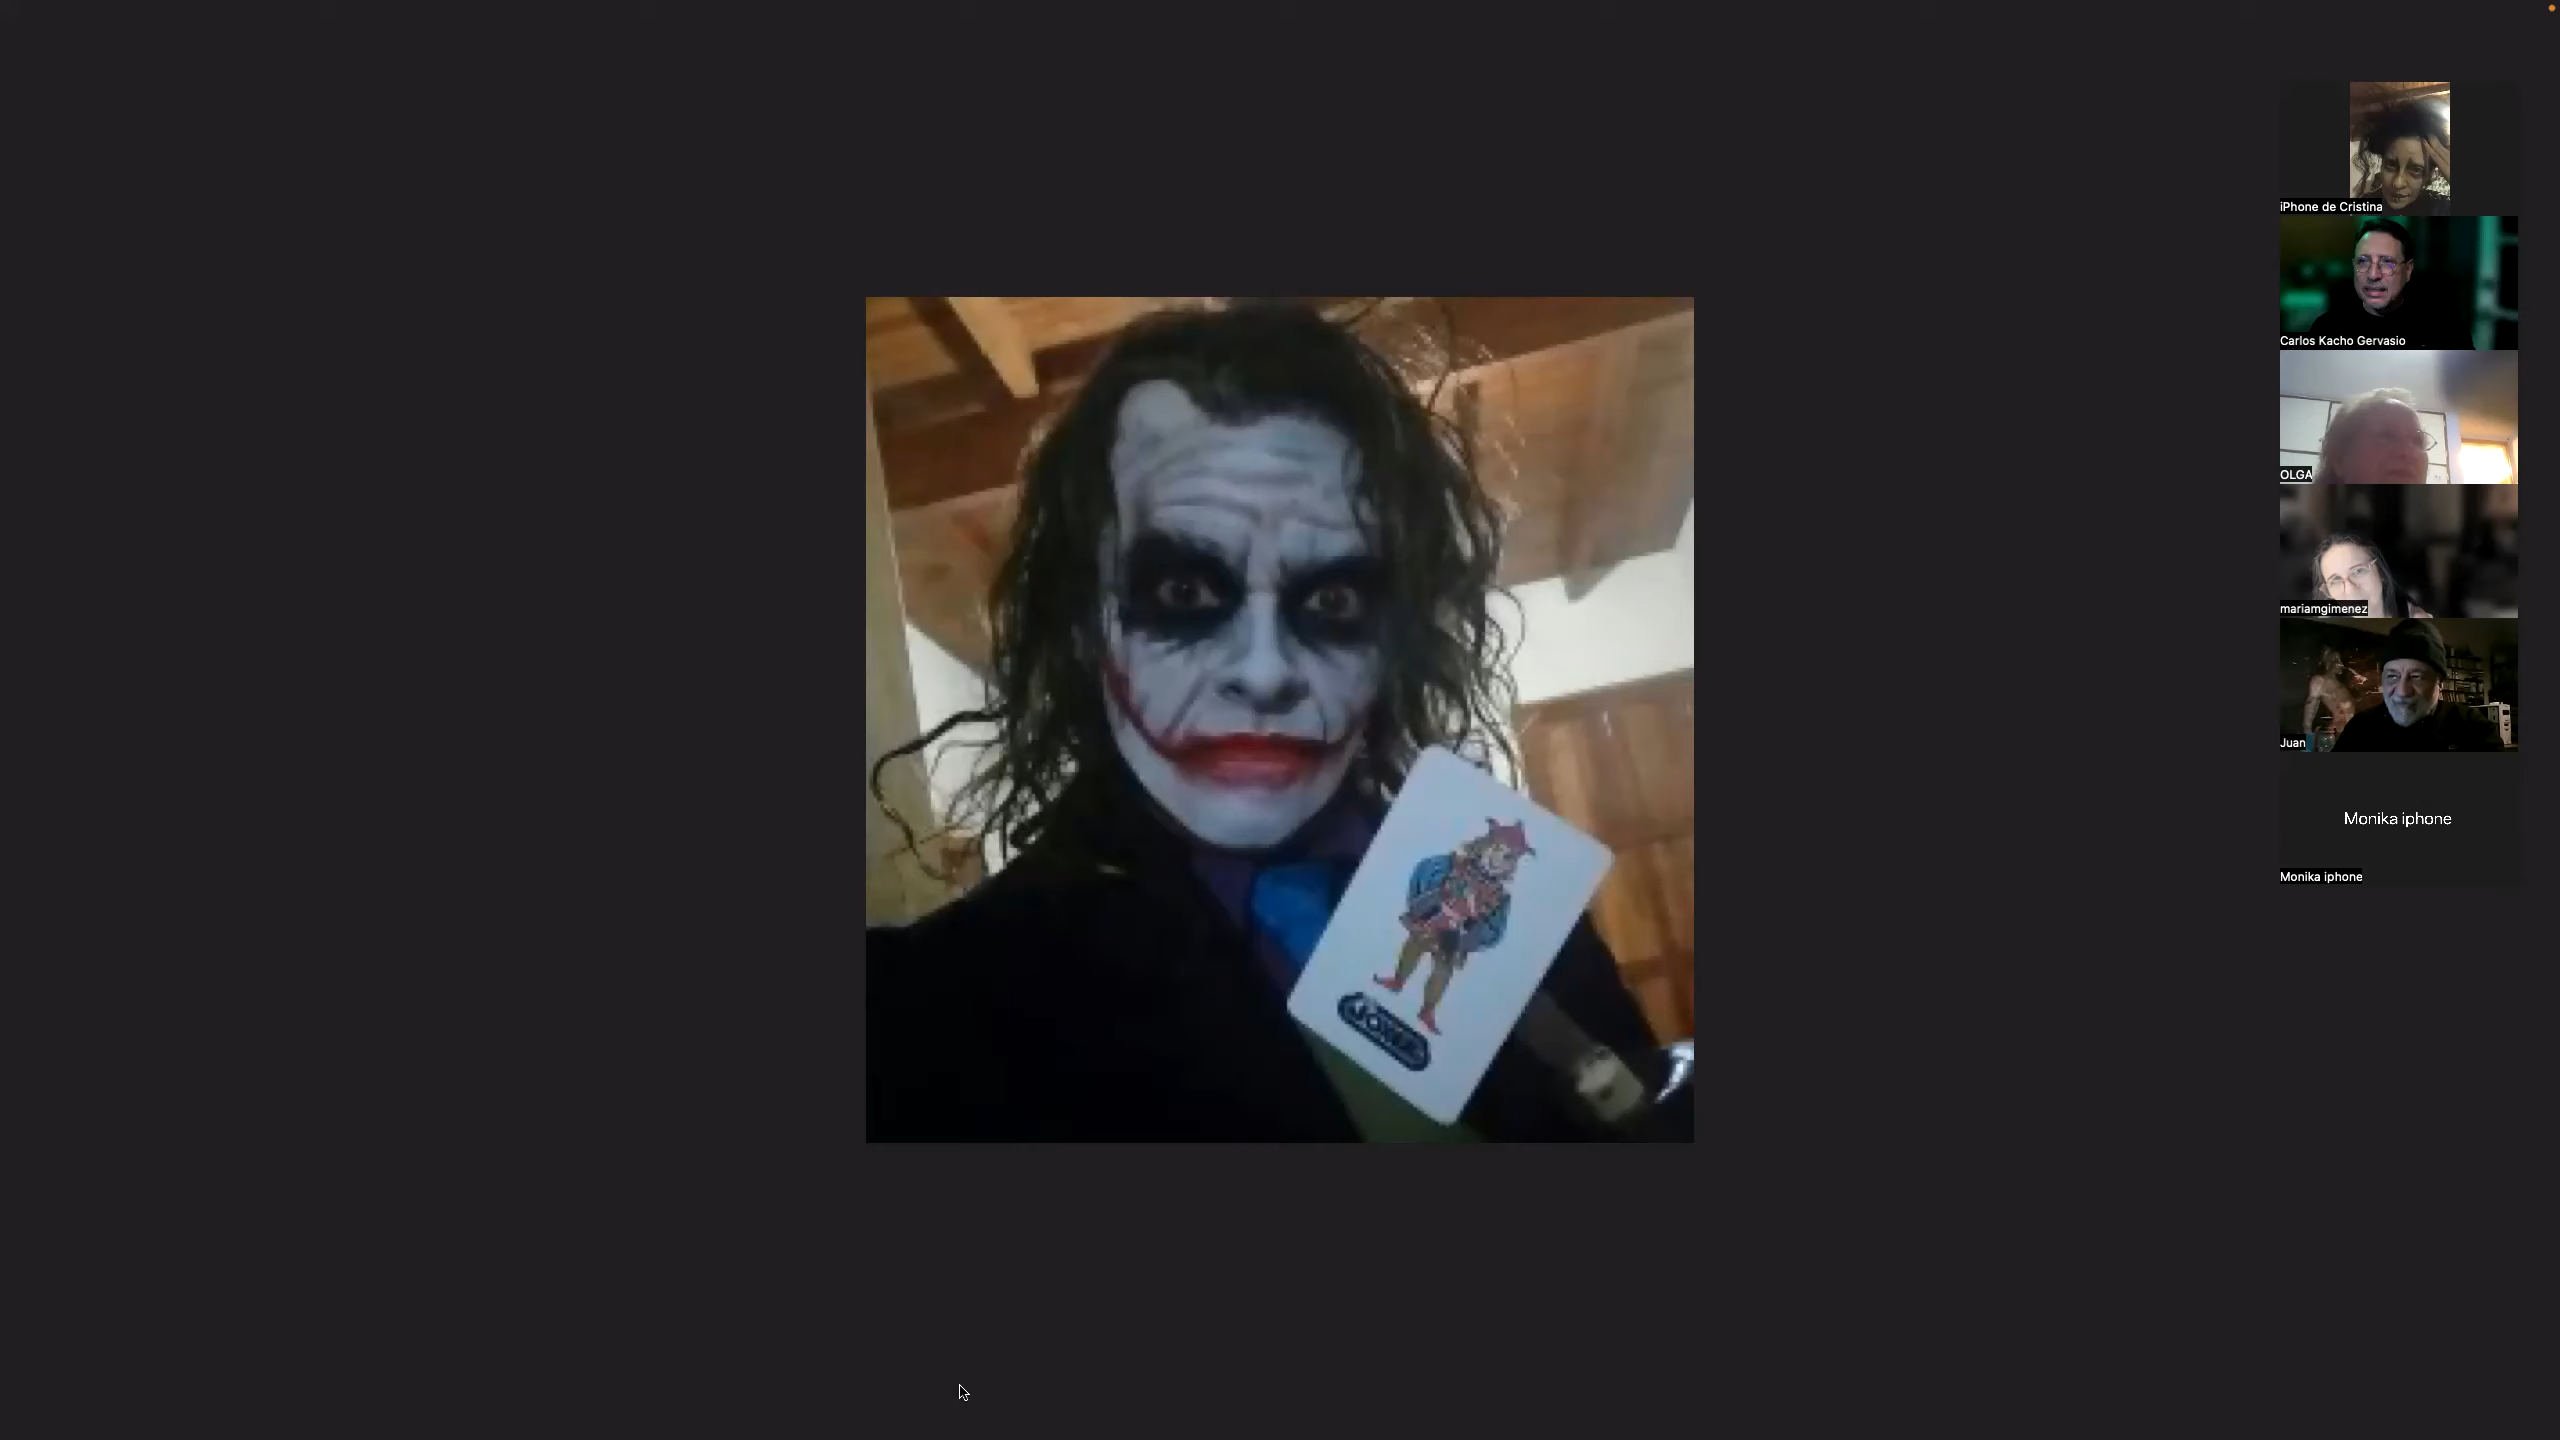 JOKER
iPhone de Cristina
Carlos Kacho Gervasio
OLGA
mariamgimenez
Juan
Monika iphone
Monika iphone